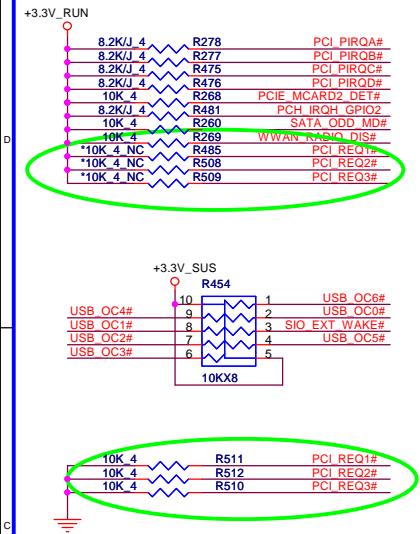 +3.3V_RUN
8.2K/J_4 R278 PCI_PIRQA#
8.2K/J_4 R277 PCI_PIRQB#
8.2K/J_4 R475 PCI_PIRQC#
8.2K/J_4 R476 PCI_PIRQD#
10K_4 R268 PCIE_MCARD2_DET#
8.2K/J_4 R481 PCH_IRQH_GPIO2
10K_4 R260 SATA_ODD_MD#
10K_4 R269 WWAN_RADIO_DIS#
*10K_4_NC R485 PCI_REQ1#
*10K_4_NC R508 PCI_REQ2#
*10K_4_NC R509 PCI_REQ3#
D
+3.3V_SUS
R454
10 1 USB_OC6#
USB_OC4# 9 2 USB_OC0#
USB_OC1# 8 3 SIO_EXT_WAKE#
USB_OC2# 7 4 USB_OC5#
USB_OC3# 6 5
10KX8
10K_4 R511 PCI_REQ1#
10K_4 R512 PCI_REQ2#
10K_4 R510 PCI_REQ3#
C